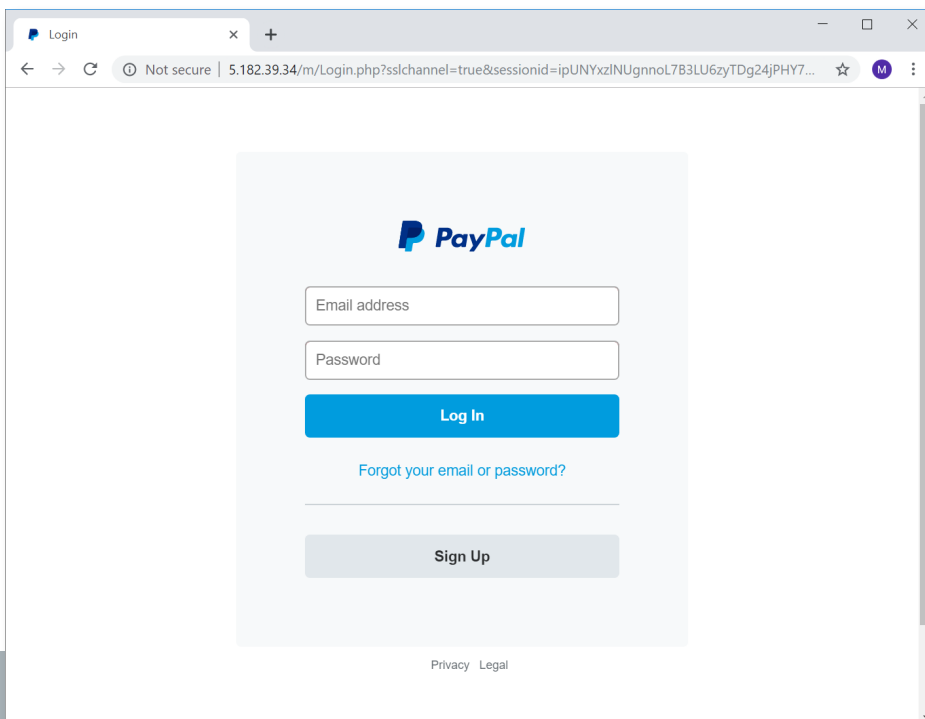 Login
Not secure | 5.182.39.34/m/Login.php?sslchannel=true&sessionid=ipUNYxzlNUgnnoL7B3LU6zyTDg24jPHY7...
M
PayPal
Email address
Password
Log In
Forgot your email or password?
Sign Up
Privacy Legal